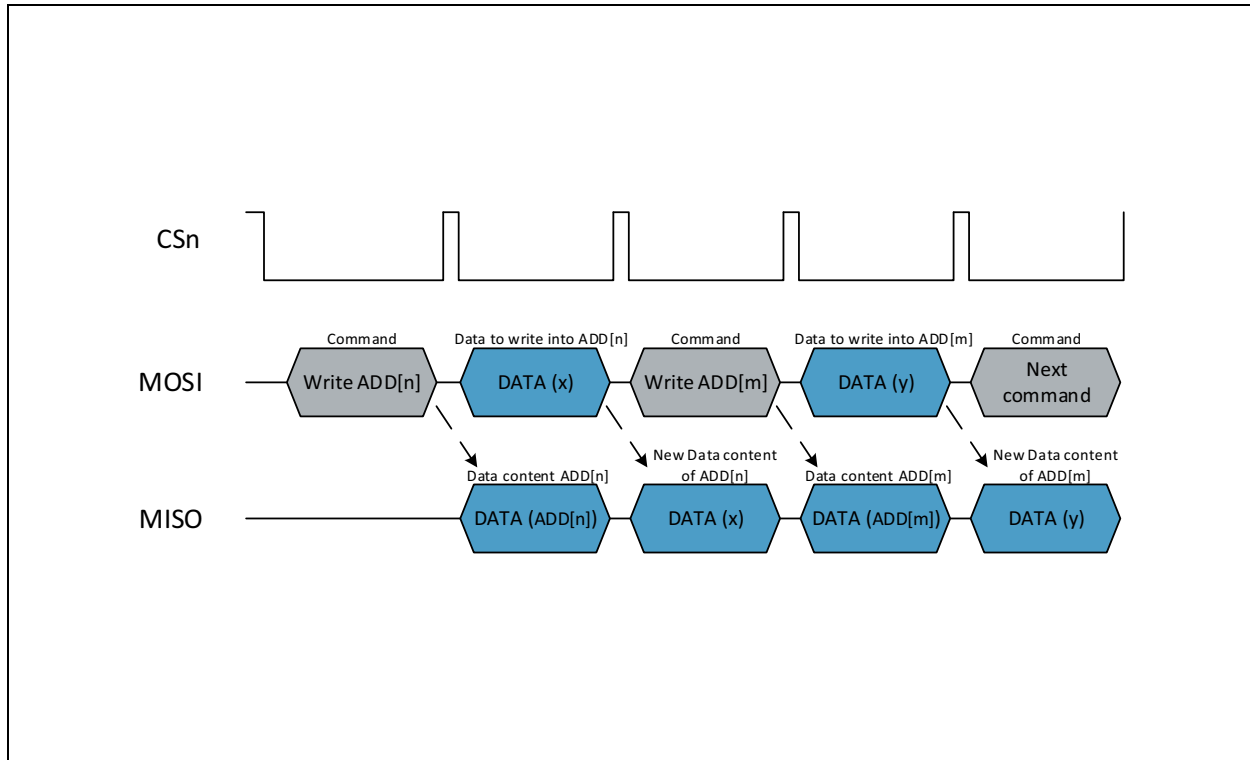 CSn
Command
Data to write into ADD[n]
Command
Data to write into ADD[m]
Command
MOSI
Write ADD[n]
DATA (x)
Write ADD[m]
DATA (y)
Next
command
Data content ADD[n]
New Data content
of ADD[n]
Data content ADD[m]
New Data content
of ADD[m]
MISO
DATA (ADD[n])
DATA (x)
DATA (ADD[m])
DATA (y)